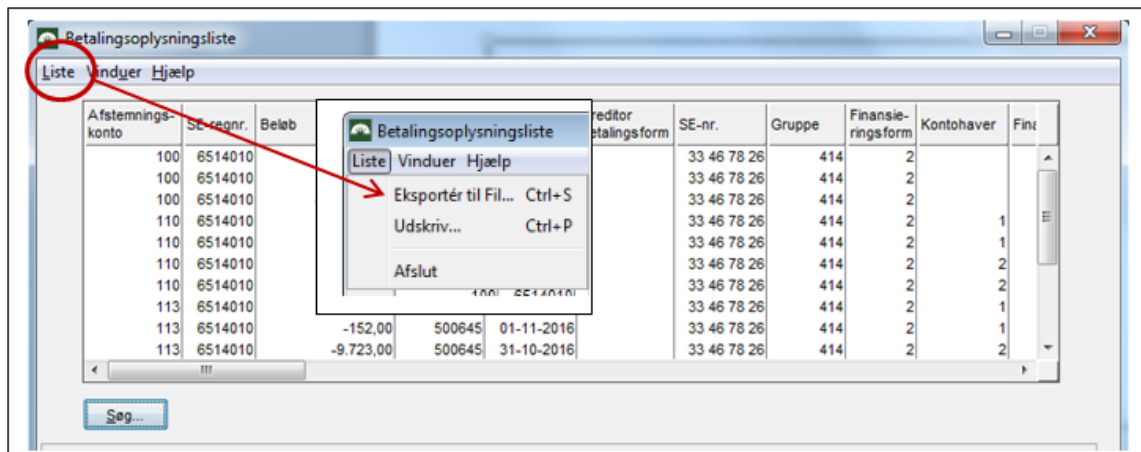 Betalingsoplysningsliste
Liste Vinduer Hjælp
Afstemnings-konto SE-regnr. Beløb reditor etalingsform SE-nr. Gruppe Finansie-ringsform Kontohaver Fina
100 6514010 33 46 78 26 414 2
100 6514010 33 46 78 26 414 2
100 6514010 33 46 78 26 414 2
110 6514010 33 46 78 26 414 2 1
110 6514010 33 46 78 26 414 2 1
110 6514010 33 46 78 26 414 2 2
110 6514010 33 46 78 26 414 2 2
113 6514010 33 46 78 26 414 2 1
113 6514010 -152,00 500645 01-11-2016 33 46 78 26 414 2 1
113 6514010 -9.723,00 500645 31-10-2016 33 46 78 26 414 2 2
Søg...
Betalingsoplysningsliste
Liste Vinduer Hjælp
Eksportér til Fil... Ctrl+S
Udskriv... Ctrl+P
Afslut
100 6514010